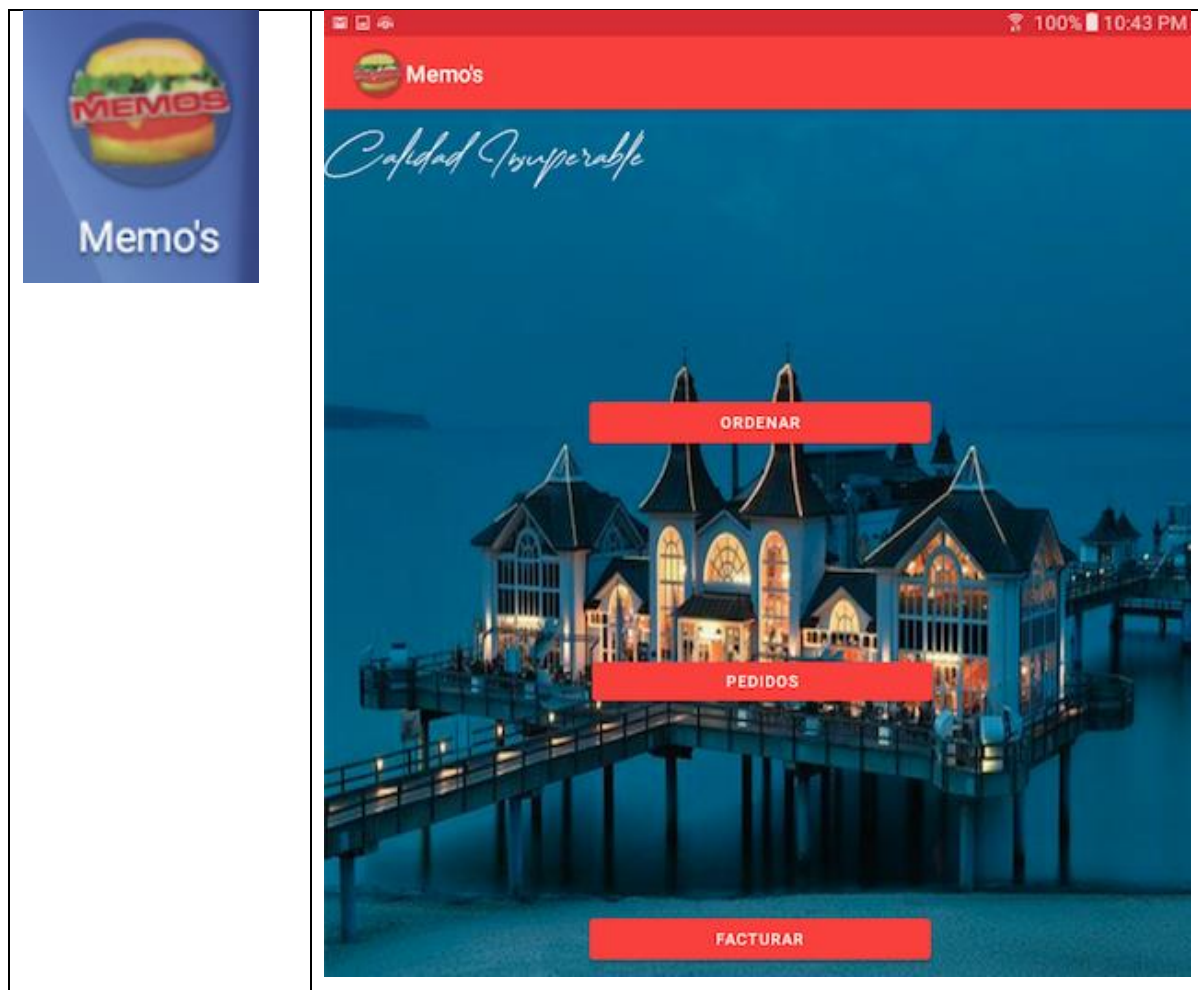 MEMOS
Memo's
100% 10:43 PM
Memo's
Calidad Insuperable
ORDENAR
PEDIDOS
FACTURAR